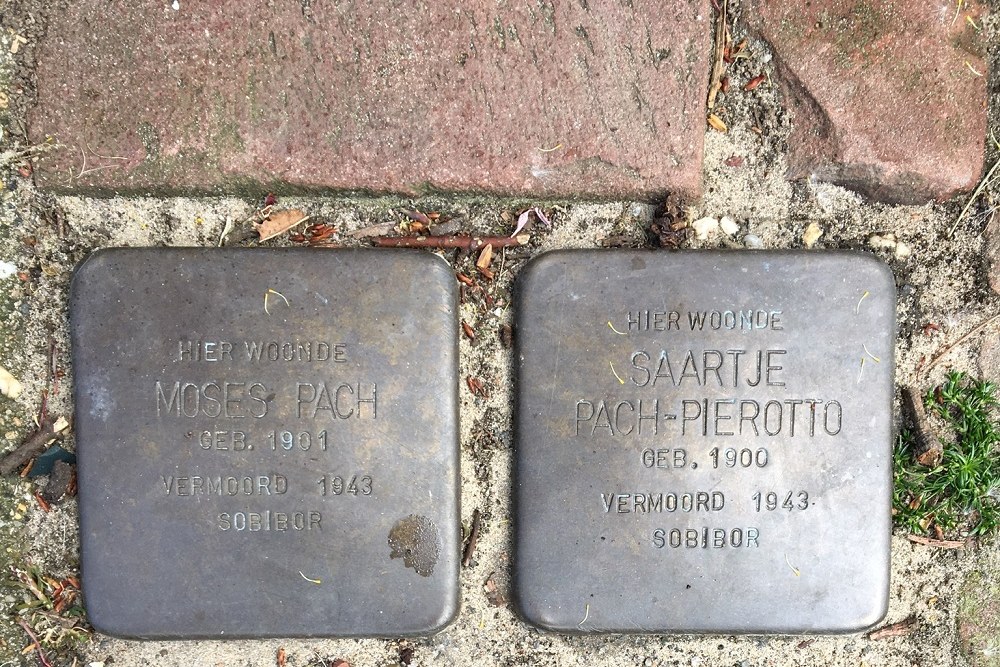 HIER WOONDE
MOSES PACH
GEB. 1901
VERMOORD 1943
SOBIBOR
HIER WOONDE
SAARTJE
PACH-PIEROTTO
GEB. 1900
VERMOORD 1943
SOBIBOR